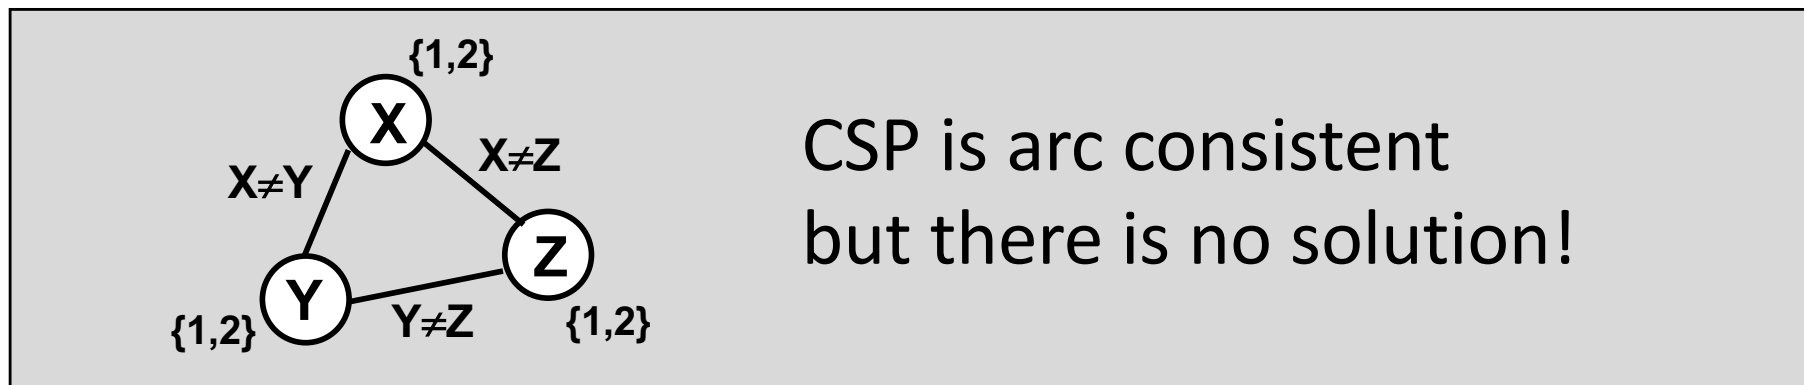 {1,2}
X
X≠Z
X≠Y
Z
Y
Y≠Z
{1,2}
{1,2}
CSP is arc consistent
but there is no solution!